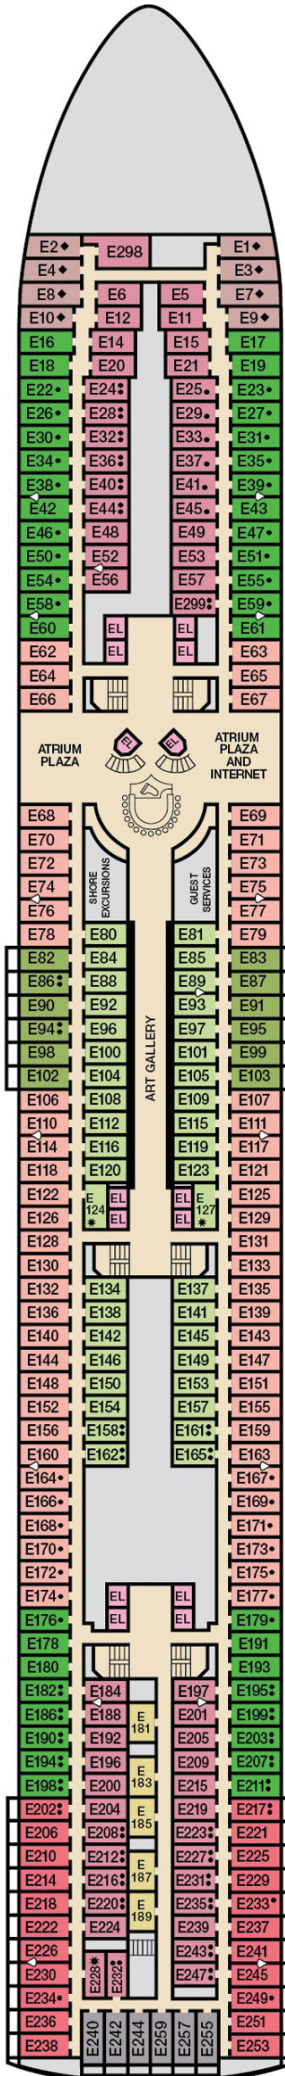 E2◆ E298 E1◆
E4◆ E3◆
E8◆ E6 E5 E7◆
E10◆ E12 E11 E9◆
E16 E14 E15 E17
E18 E20 E21 E19
E22• E24: E25• E23•
E26• E28: E29• E27•
E30• E32: E33• E31•
E34• E36: E37• E35•
E38• E40: E41• E39•
E42 E44: E45• E43
E46• E48 E49 E47•
E50• E52 E53 E51•
E54• E56 E57 E55•
E58• E299: E59•
E60 EL EL E61
E62 EL EL E63
E64 E65
E66 E67
EL EL
ATRIUM
PLAZA
ATRIUM
PLAZA
AND
INTERNET
E68 E69
E70 E71
E72 E73
E74 E75
E76 E77
SHORE
EXCURSIONS
GUEST
SERVICES
E78 E80 E81 E79
E82 E84 E85 E83
E86: E88 E89 E87
E90 E92 E93 E91
E94: E96 E97 E95
E98 E100 E101 E99
E102 E104 E105 E103
E106 E108 E109 E107
E110 E112 E115 E111
E114 E116 E119 E117
E118 E120 E123 E121
ART GALLERY
E122 E EL EL E E125
E126 124 EL EL 127 E129
✷ ✷
E128 E131
E130 E133
E132 E134 E137 E135
E136 E138 E141 E139
E140 E142 E145 E143
E144 E146 E149 E147
E148 E150 E153 E151
E152 E154 E157 E155
E156 E158: E161: E159
E160 E162: E165: E163
E164• E167•
E166• E169•
E168• E171•
E170• E173•
E172• EL EL E175•
E174• EL EL E177•
E176• E179•
E178 E191
E180 E193
E182: E184 E197 E195:
E186: E188 E201 E199:
E
181
E190: E192 E205 E203:
E194: E196 E209 E207:
E
183
E198: E200 E215 E211:
E202: E204 E219 E217:
E
185
E206 E208: E223: E221
E210 E212: E227: E225
E
187
E214 E216: E231: E229
E218 E220: E235: E233•
E
189
E222 E224 E239 E237
E226 E228✷ E232: E243: E241
E230 E247: E245
E234• E249•
E236 E240 E242 E244 E259 E257 E255 E251
E238 E253